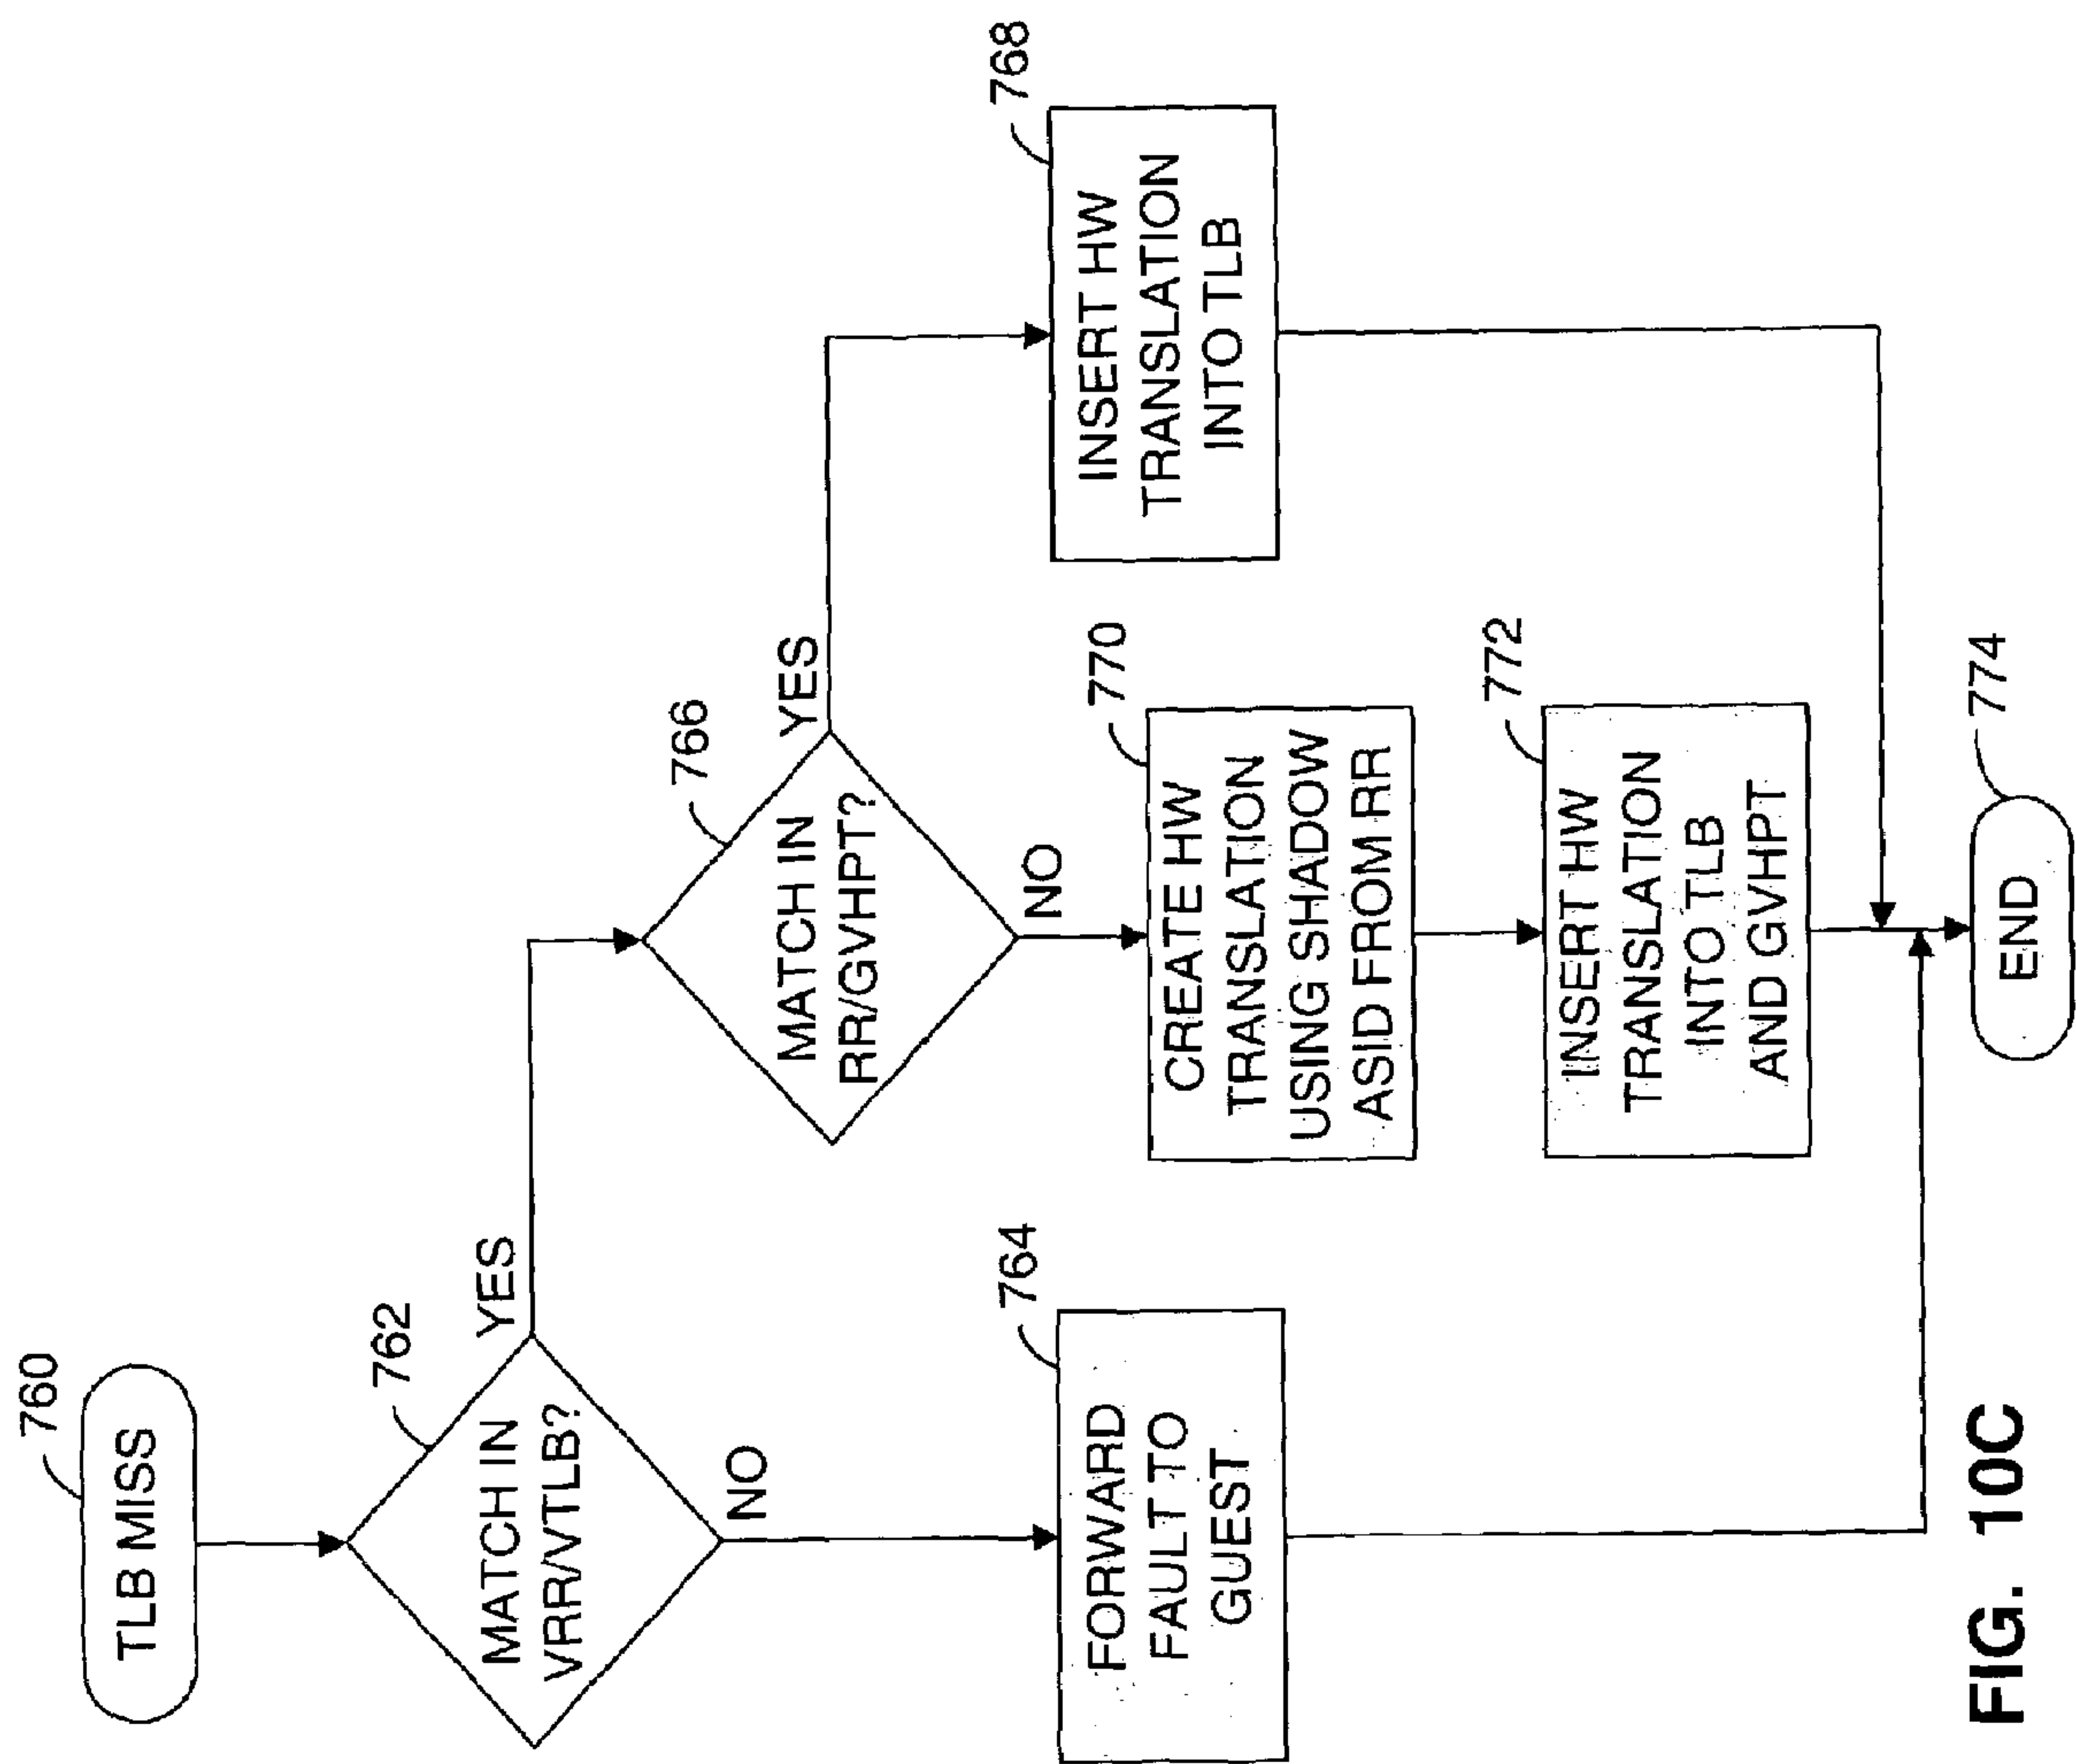 760
TLB MISS
762
MATCH IN
VRR/VTLB?
YES
NO
764
FORWARD
FAULT TO
GUEST
766
MATCH IN
RR/GVHPT?
YES
NO
768
INSERT HW
TRANSLATION
INTO TLB
770
CREATE HW
TRANSLATION
USING SHADOW
ASID FROM RR
772
INSERT HW
TRANSLATION
INTO TLB
AND GVHPT
774
END
FIG. 10C